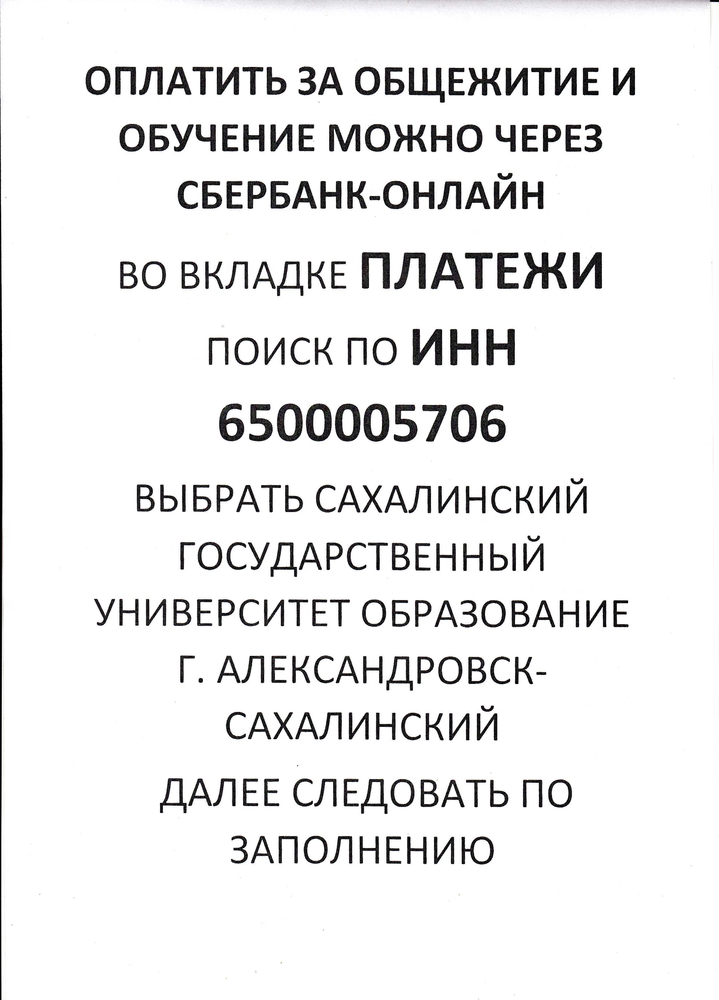 ОПЛАТИТЬ ЗА ОБЩЕЖИТИЕ И
ОБУЧЕНИЕ МОЖНО ЧЕРЕЗ
СБЕРБАНК-ОНЛАЙН
ВО ВКЛАДКЕ ПЛАТЕЖИ
ПОИСК ПО ИНН
6500005706
ВЫБРАТЬ САХАЛИНСКИЙ
ГОСУДАРСТВЕННЫЙ
УНИВЕРСИТЕТ ОБРАЗОВАНИЕ
Г. АЛЕКСАНДРОВСК-
САХАЛИНСКИЙ
ДАЛЕЕ СЛЕДОВАТЬ ПО
ЗАПОЛНЕНИЮ